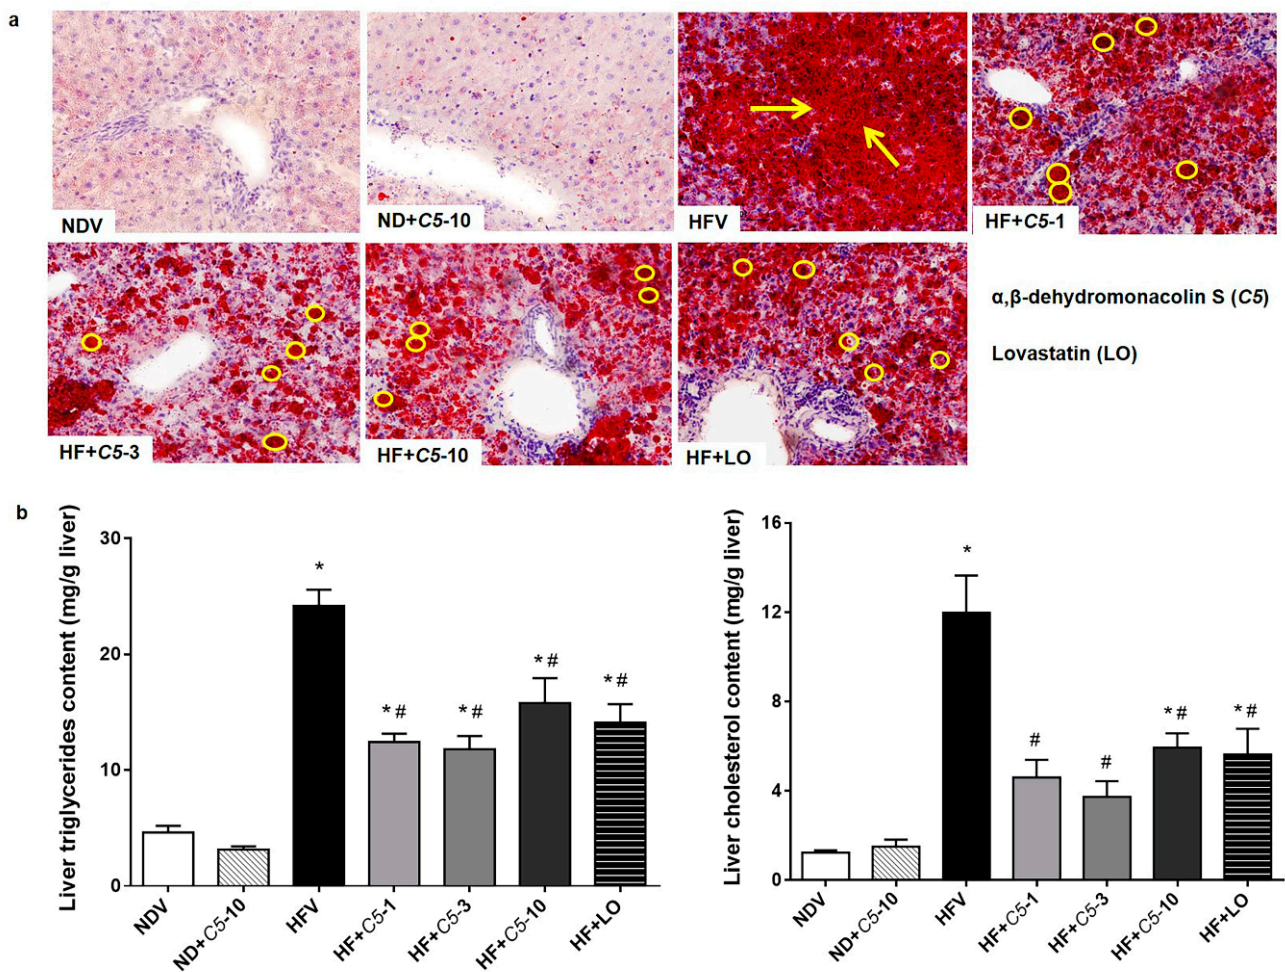 a
NDV
ND+C5-10
HFV
HF+C5-1
HF+C5-3
HF+C5-10
HF+LO
α,β-dehydromonacolin S (C5)
Lovastatin (LO)
b
Liver triglycerides content (mg/g liver)
30
20
10
0
*
* #
* #
* #
* #
NDV
ND+C5-10
HFV
HF+C5-1
HF+C5-3
HF+C5-10
HF+LO
Liver cholesterol content (mg/g liver)
16
12
8
4
0
*
#
#
* #
* #
NDV
ND+C5-10
HFV
HF+C5-1
HF+C5-3
HF+C5-10
HF+LO